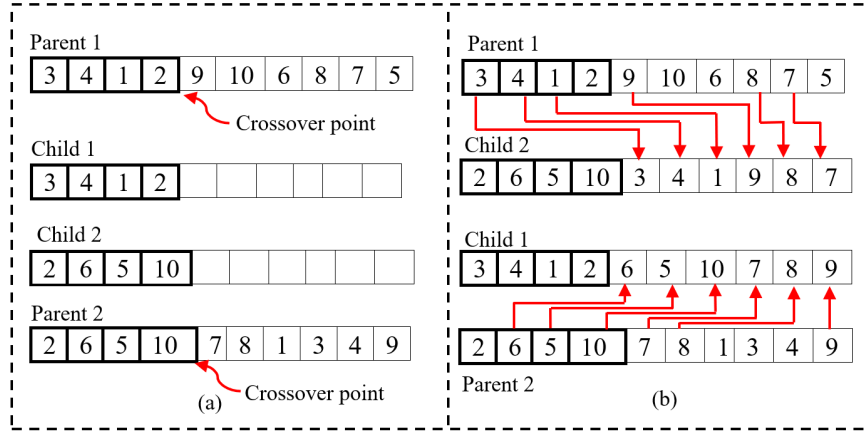 Parent 1
3 4 1 2 9 10 6 8 7 5
Crossover point
Child 1
3 4 1 2
Child 2
2 6 5 10
Parent 2
2 6 5 10 7 8 1 3 4 9
Crossover point
(a)
Parent 1
3 4 1 2 9 10 6 8 7 5
Child 2
2 6 5 10 3 4 1 9 8 7
Child 1
3 4 1 2 6 5 10 7 8 9
2 6 5 10 7 8 1 3 4 9
Parent 2
(b)